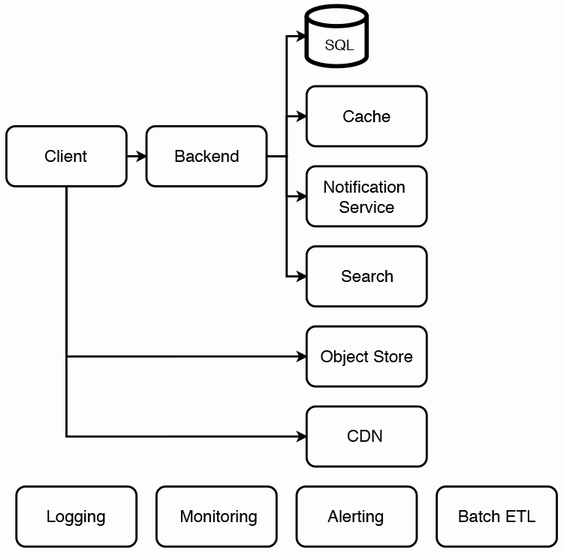 SQL
Cache
Client
Backend
Notification
Service
Search
Object Store
CDN
Logging
Monitoring
Alerting
Batch ETL